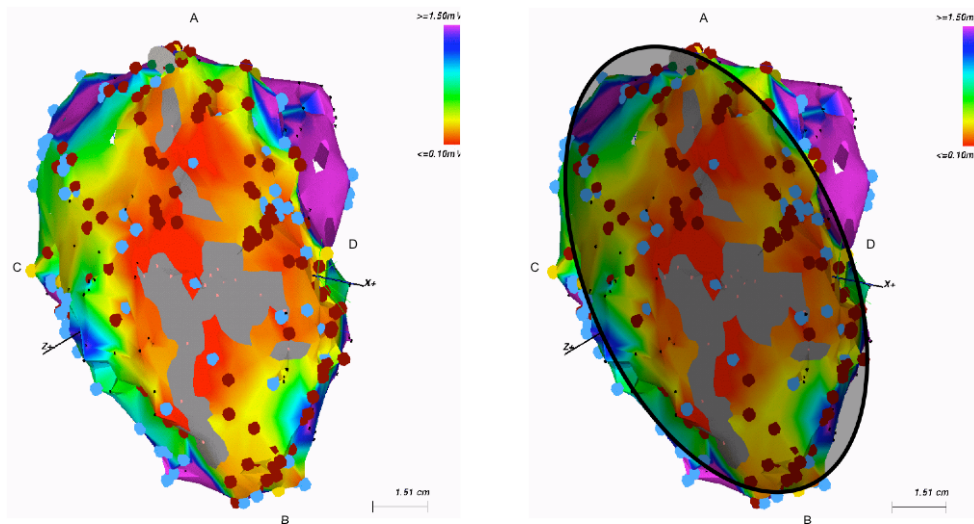 A
>=1.50mV
<=0.10mV
D
C
X+
Z+
B
1.51 cm
A
>=1.50m
<=0.10m
D
C
X+
Z+
B
1.51 cm